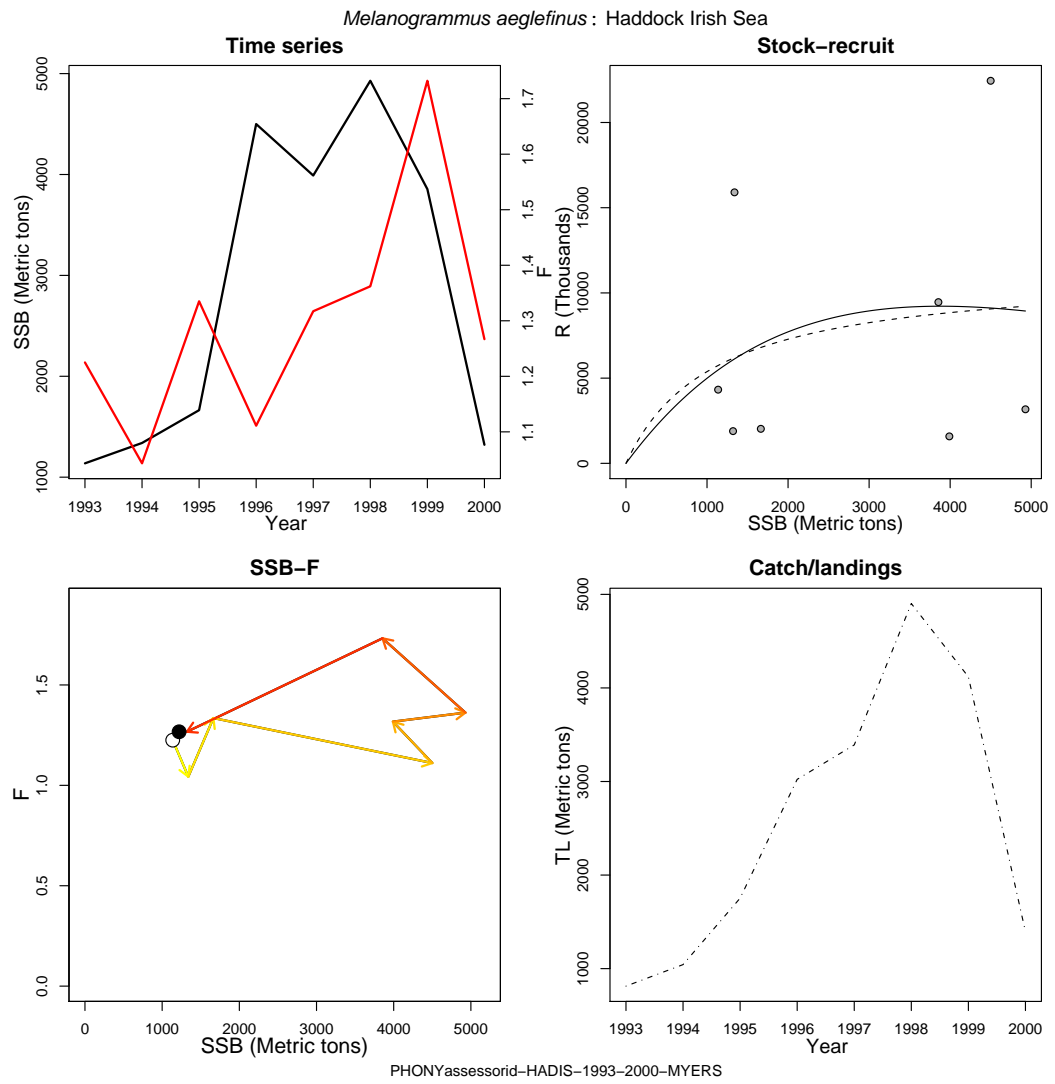 Melanogrammus aeglefinus : Haddock Irish Sea
Time series
SSB (Metric tons)
1000 2000 3000 4000 5000
F
1.1 1.2 1.3 1.4 1.5 1.6 1.7
1993 1994 1995 1996 1997 1998 1999 2000
Year
Stock−recruit
R (Thousands)
0 5000 10000 15000 20000
0 1000 2000 3000 4000 5000
SSB (Metric tons)
SSB−F
F
0.0 0.5 1.0 1.5
0 1000 2000 3000 4000 5000
SSB (Metric tons)
Catch/landings
TL (Metric tons)
1000 2000 3000 4000 5000
1993 1994 1995 1996 1997 1998 1999 2000
Year
PHONYassessorid−HADIS−1993−2000−MYERS